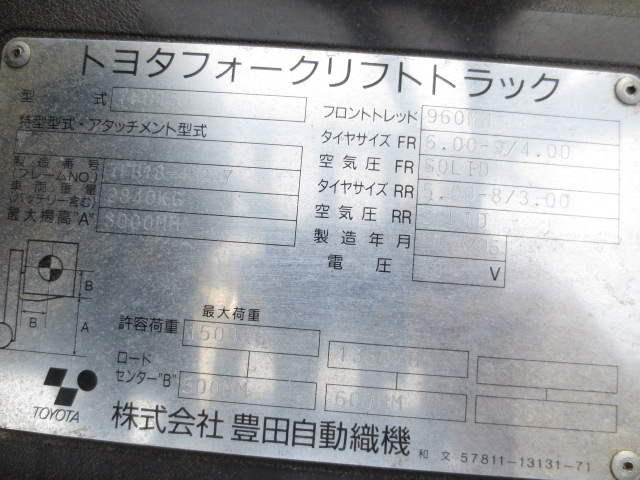 トヨタフォークリフトトラック
型 式
特型型式・アタッチメント型式
製造番号
(フレームNO.)
車両重量
(バッテリー含む)
最大揚高"A" 3000MM
フロントトレッド 960MM
タイヤサイズ FR 6.00-9/4.00
空気圧 FR SOLID
タイヤサイズ RR 5.00-8/3.00
空気圧 RR SOLID
製造年月
電圧 V
B
B A
最大荷重
許容荷重
ロード
センター"B" 500MM 600MM
TOYOTA 株式会社 豊田自動織機
和文 57811-13131-71